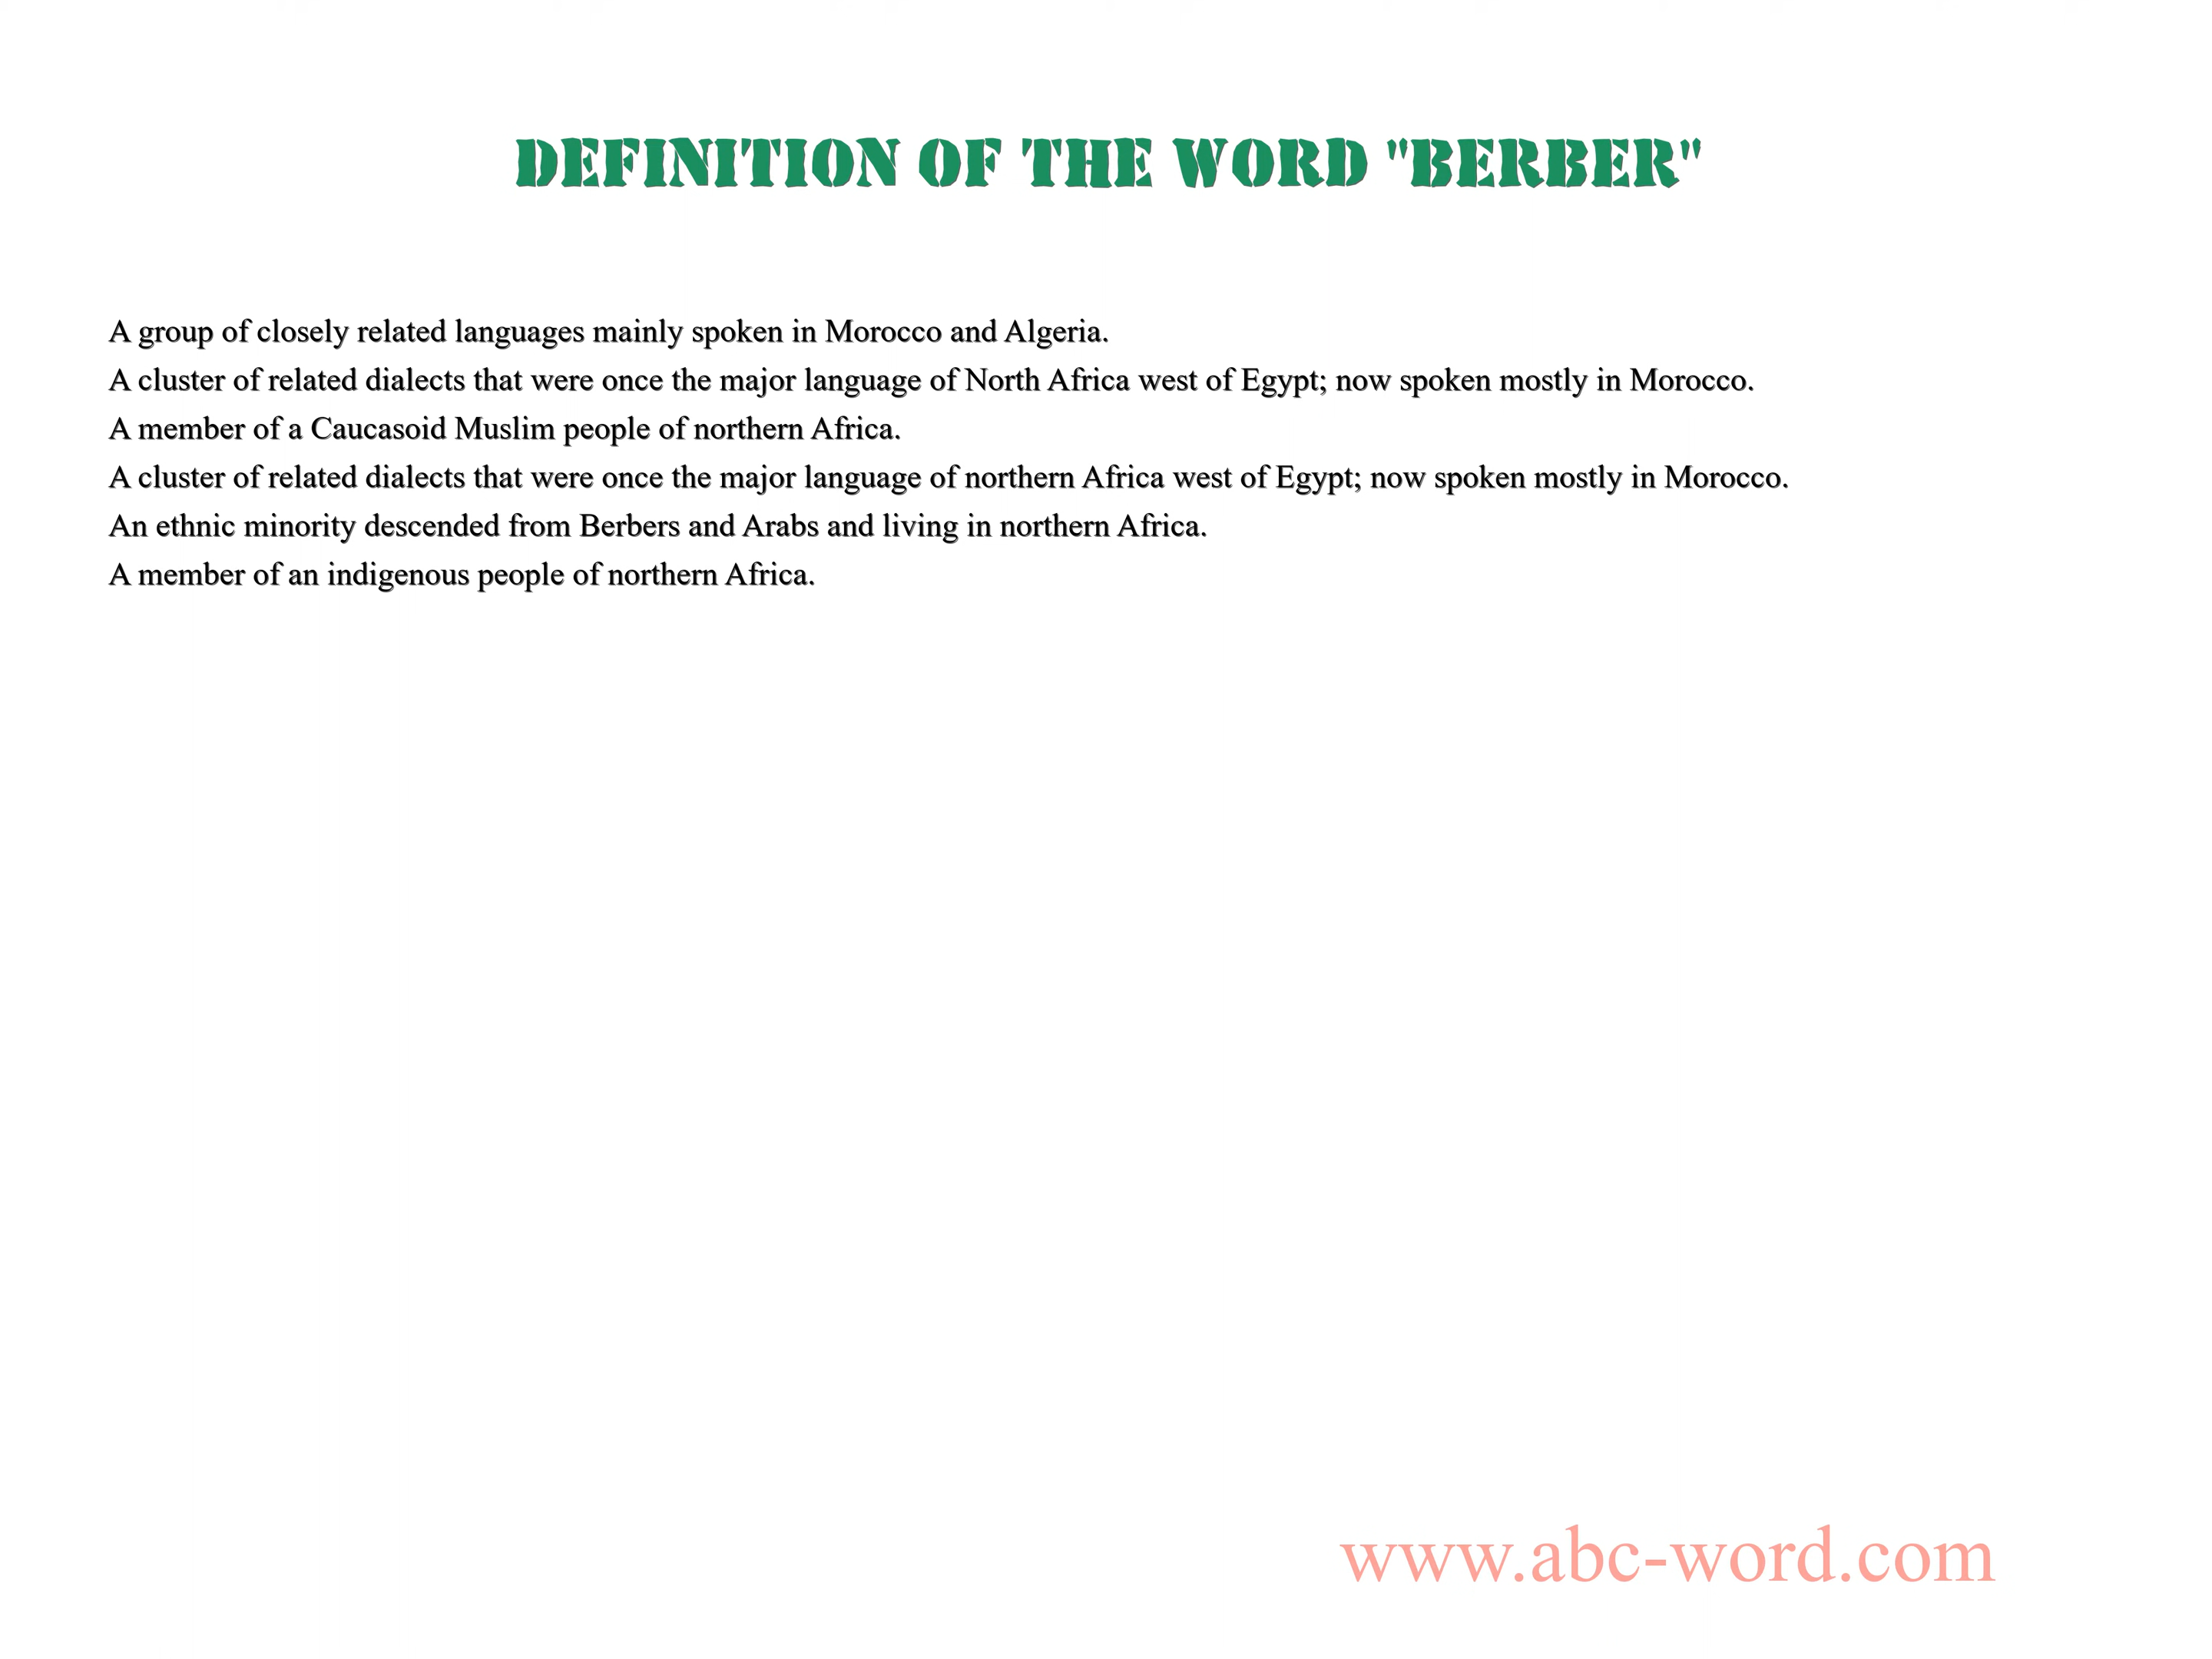 DEFINITION OF THE WORD "BERBER"
A group of closely related languages mainly spoken in Morocco and Algeria.
A cluster of related dialects that were once the major language of North Africa west of Egypt; now spoken mostly in Morocco.
A member of a Caucasoid Muslim people of northern Africa.
A cluster of related dialects that were once the major language of northern Africa west of Egypt; now spoken mostly in Morocco.
An ethnic minority descended from Berbers and Arabs and living in northern Africa.
A member of an indigenous people of northern Africa.
www.abc-word.com